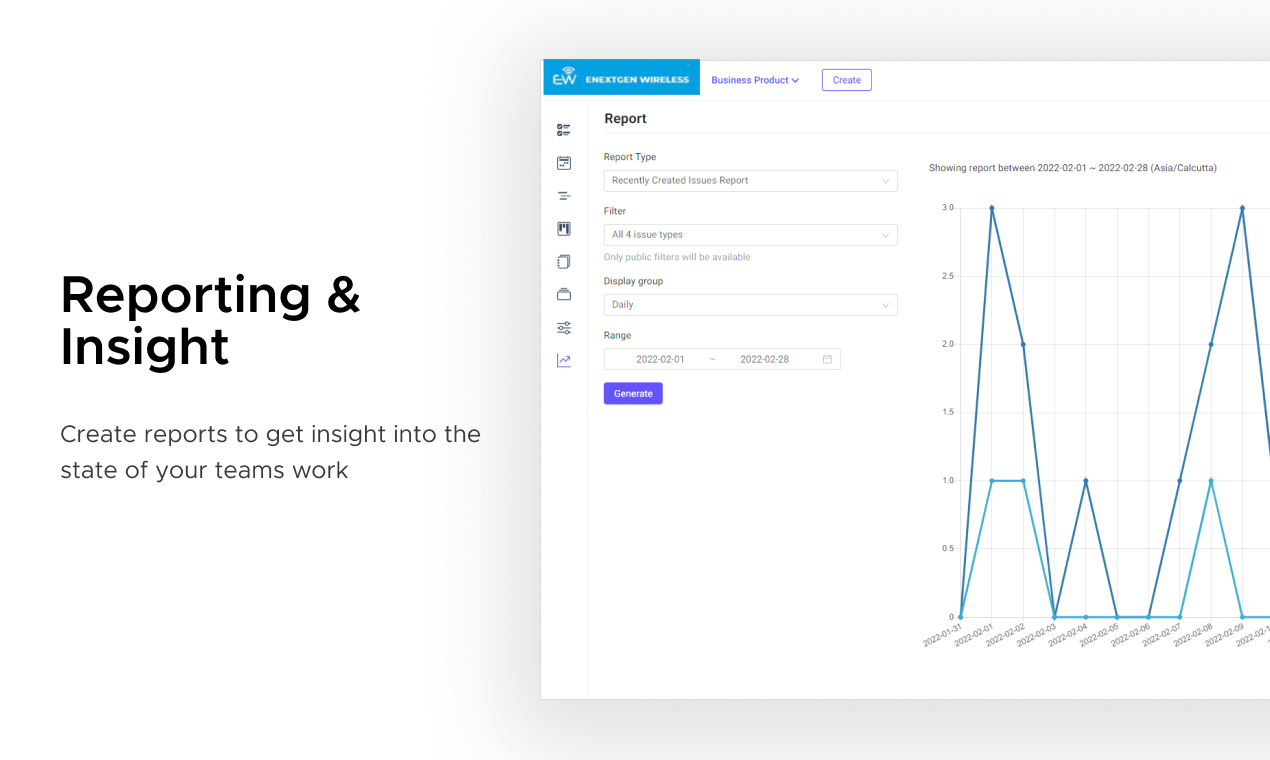 Reporting &
Insight
Create reports to get insight into the
state of your teams work
EW ENEXTGEN WIRELESS
Business Product
Create
Report
Report Type
Recently Created Issues Report
Filter
All 4 issue types
Only public filters will be available
Display group
Daily
Range
2022-02-01 ~ 2022-02-28
Generate
Showing report between 2022-02-01 ~ 2022-02-28 (Asia/Calcutta)
3.0
2.5
2.0
1.5
1.0
0.5
0
2022-01-31
2022-02-01
2022-02-02
2022-02-03
2022-02-04
2022-02-05
2022-02-06
2022-02-07
2022-02-08
2022-02-09